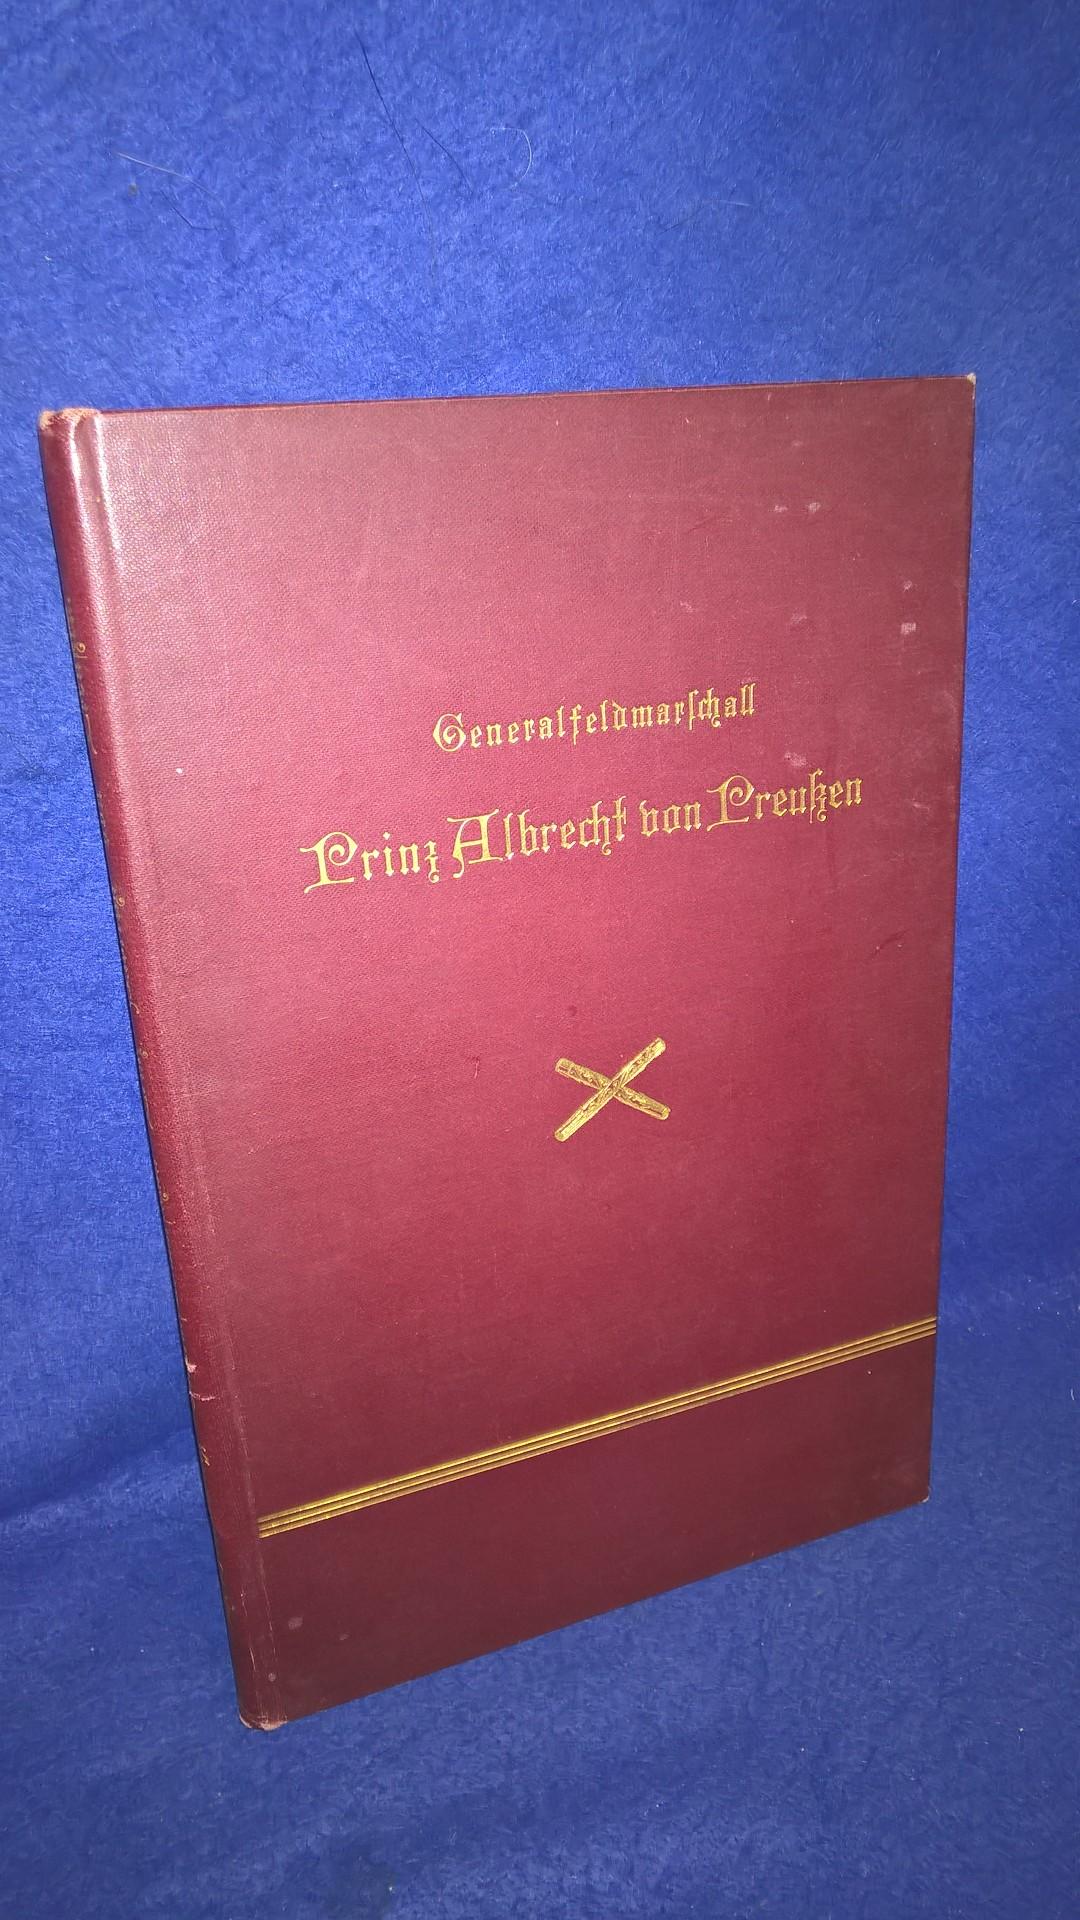 Generalfeldmarſchall
Prinz Albrecht von Preußen